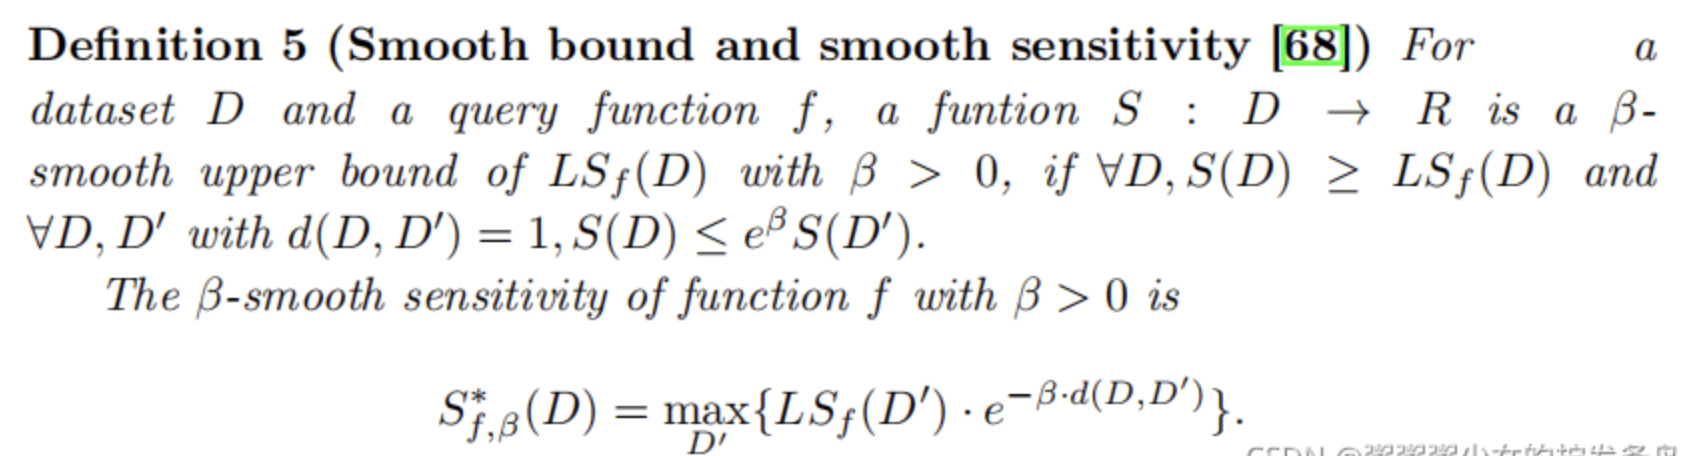 Definition 5 (Smooth bound and smooth sensitivity [68]) For a
dataset D and a query function f, a funtion S : D → R is a β-
smooth upper bound of LS_f(D) with β > 0, if ∀D, S(D) ≥ LS_f(D) and
∀D, D′ with d(D, D′) = 1, S(D) ≤ e^β S(D′).
The β-smooth sensitivity of function f with β > 0 is
S*_{f,β}(D) = max_{D′}{LS_f(D′) · e^{−β·d(D,D′)}}.